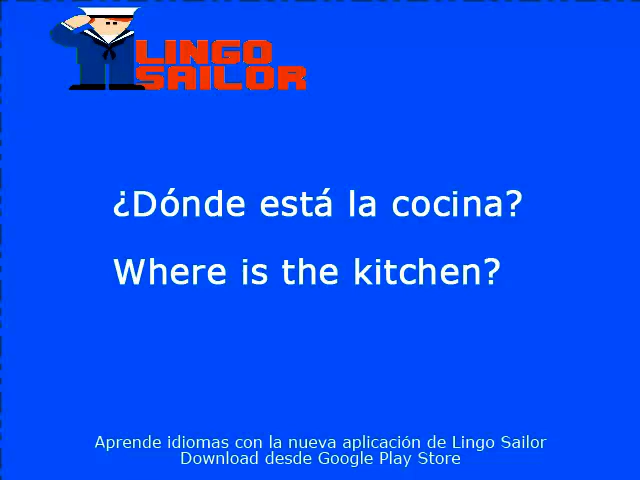 LINGO
SAILOR
¿Dónde está la cocina?
Where is the kitchen?
Aprende idiomas con la nueva aplicación de Lingo Sailor
Download desde Google Play Store